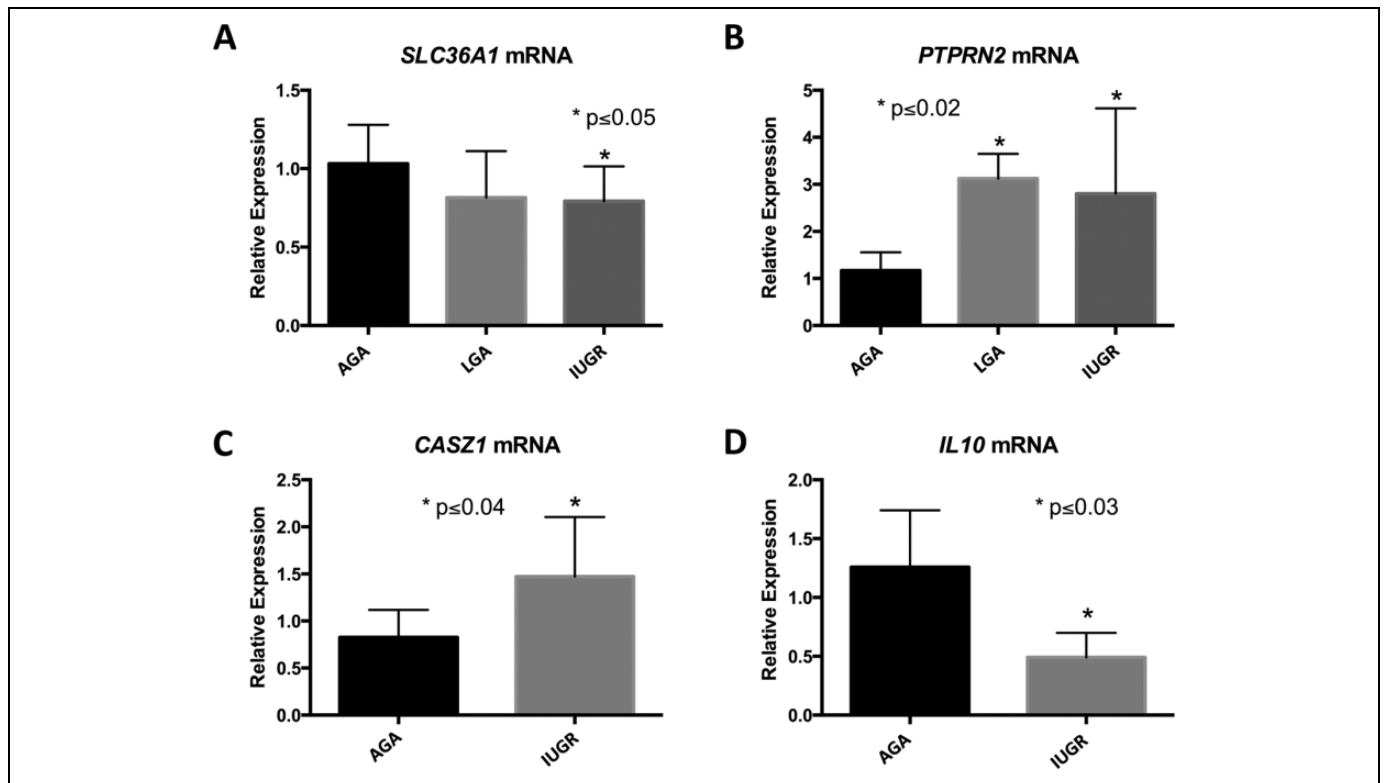 A
SLC36A1 mRNA
Relative Expression
1.5
1.0
0.5
0.0
* p≤0.05
*
AGA
LGA
IUGR
B
PTPRN2 mRNA
Relative Expression
5
4
3
2
1
0
* p≤0.02
*
*
AGA
LGA
IUGR
C
CASZ1 mRNA
Relative Expression
2.5
2.0
1.5
1.0
0.5
0.0
* p≤0.04
*
AGA
IUGR
D
IL10 mRNA
Relative Expression
2.0
1.5
1.0
0.5
0.0
* p≤0.03
*
AGA
IUGR